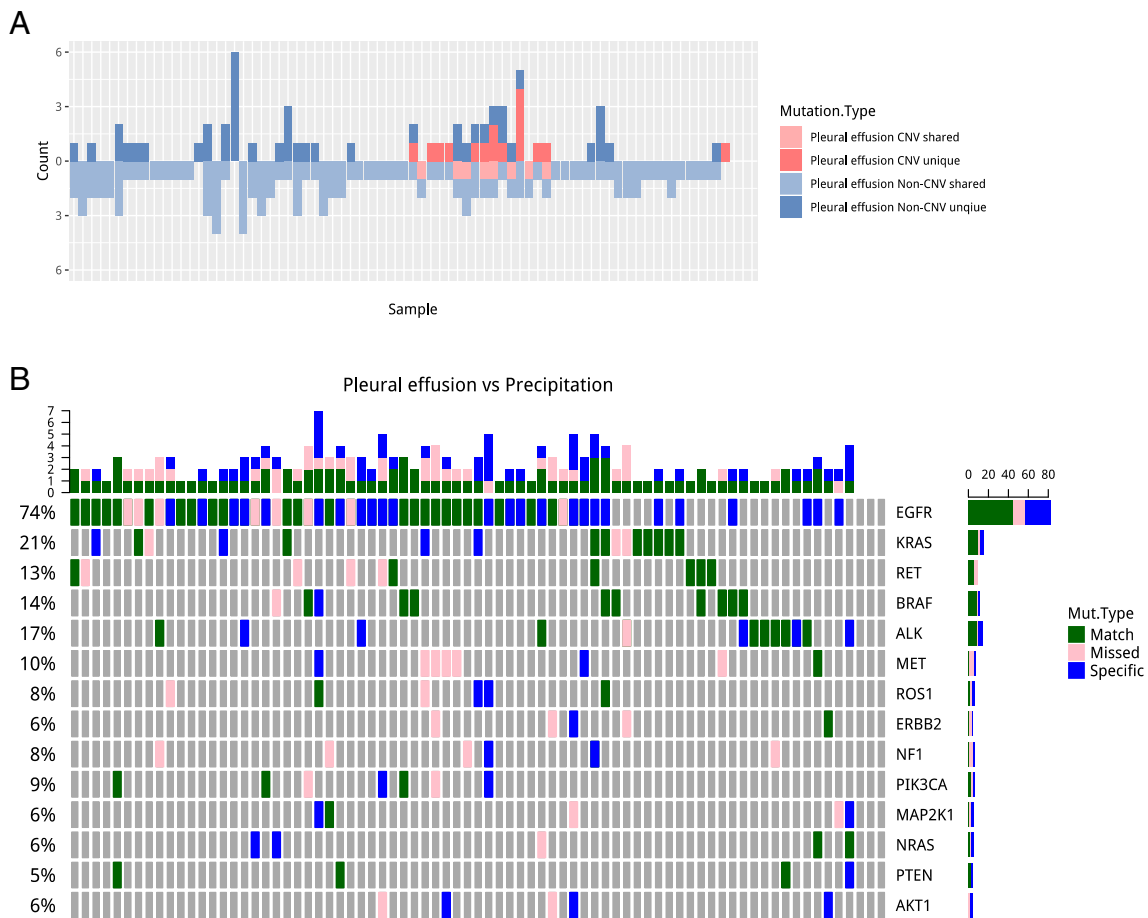 A
6
3
0
3
6
Count
Sample
Mutation.Type
Pleural effusion CNV shared
Pleural effusion CNV unique
Pleural effusion Non-CNV shared
Pleural effusion Non-CNV unqiue
B
Pleural effusion vs Precipitation
7
6
5
4
3
2
1
0
0 20 40 60 80
74% EGFR
21% KRAS
13% RET
14% BRAF
17% ALK
10% MET
8% ROS1
6% ERBB2
8% NF1
9% PIK3CA
6% MAP2K1
6% NRAS
5% PTEN
6% AKT1
Mut.Type
Match
Missed
Specific